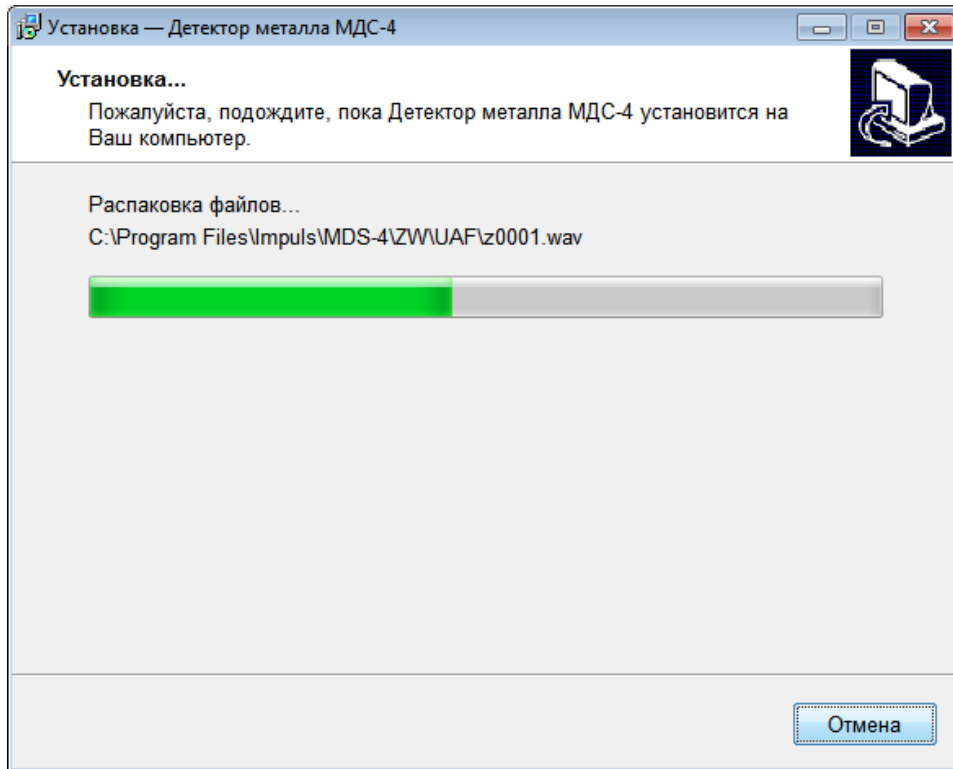 Установка — Детектор металла МДС-4
Установка...
Пожалуйста, подождите, пока Детектор металла МДС-4 установится на
Ваш компьютер.
Распаковка файлов...
C:\Program Files\Impuls\MDS-4\ZW\UAF\z0001.wav
Отмена